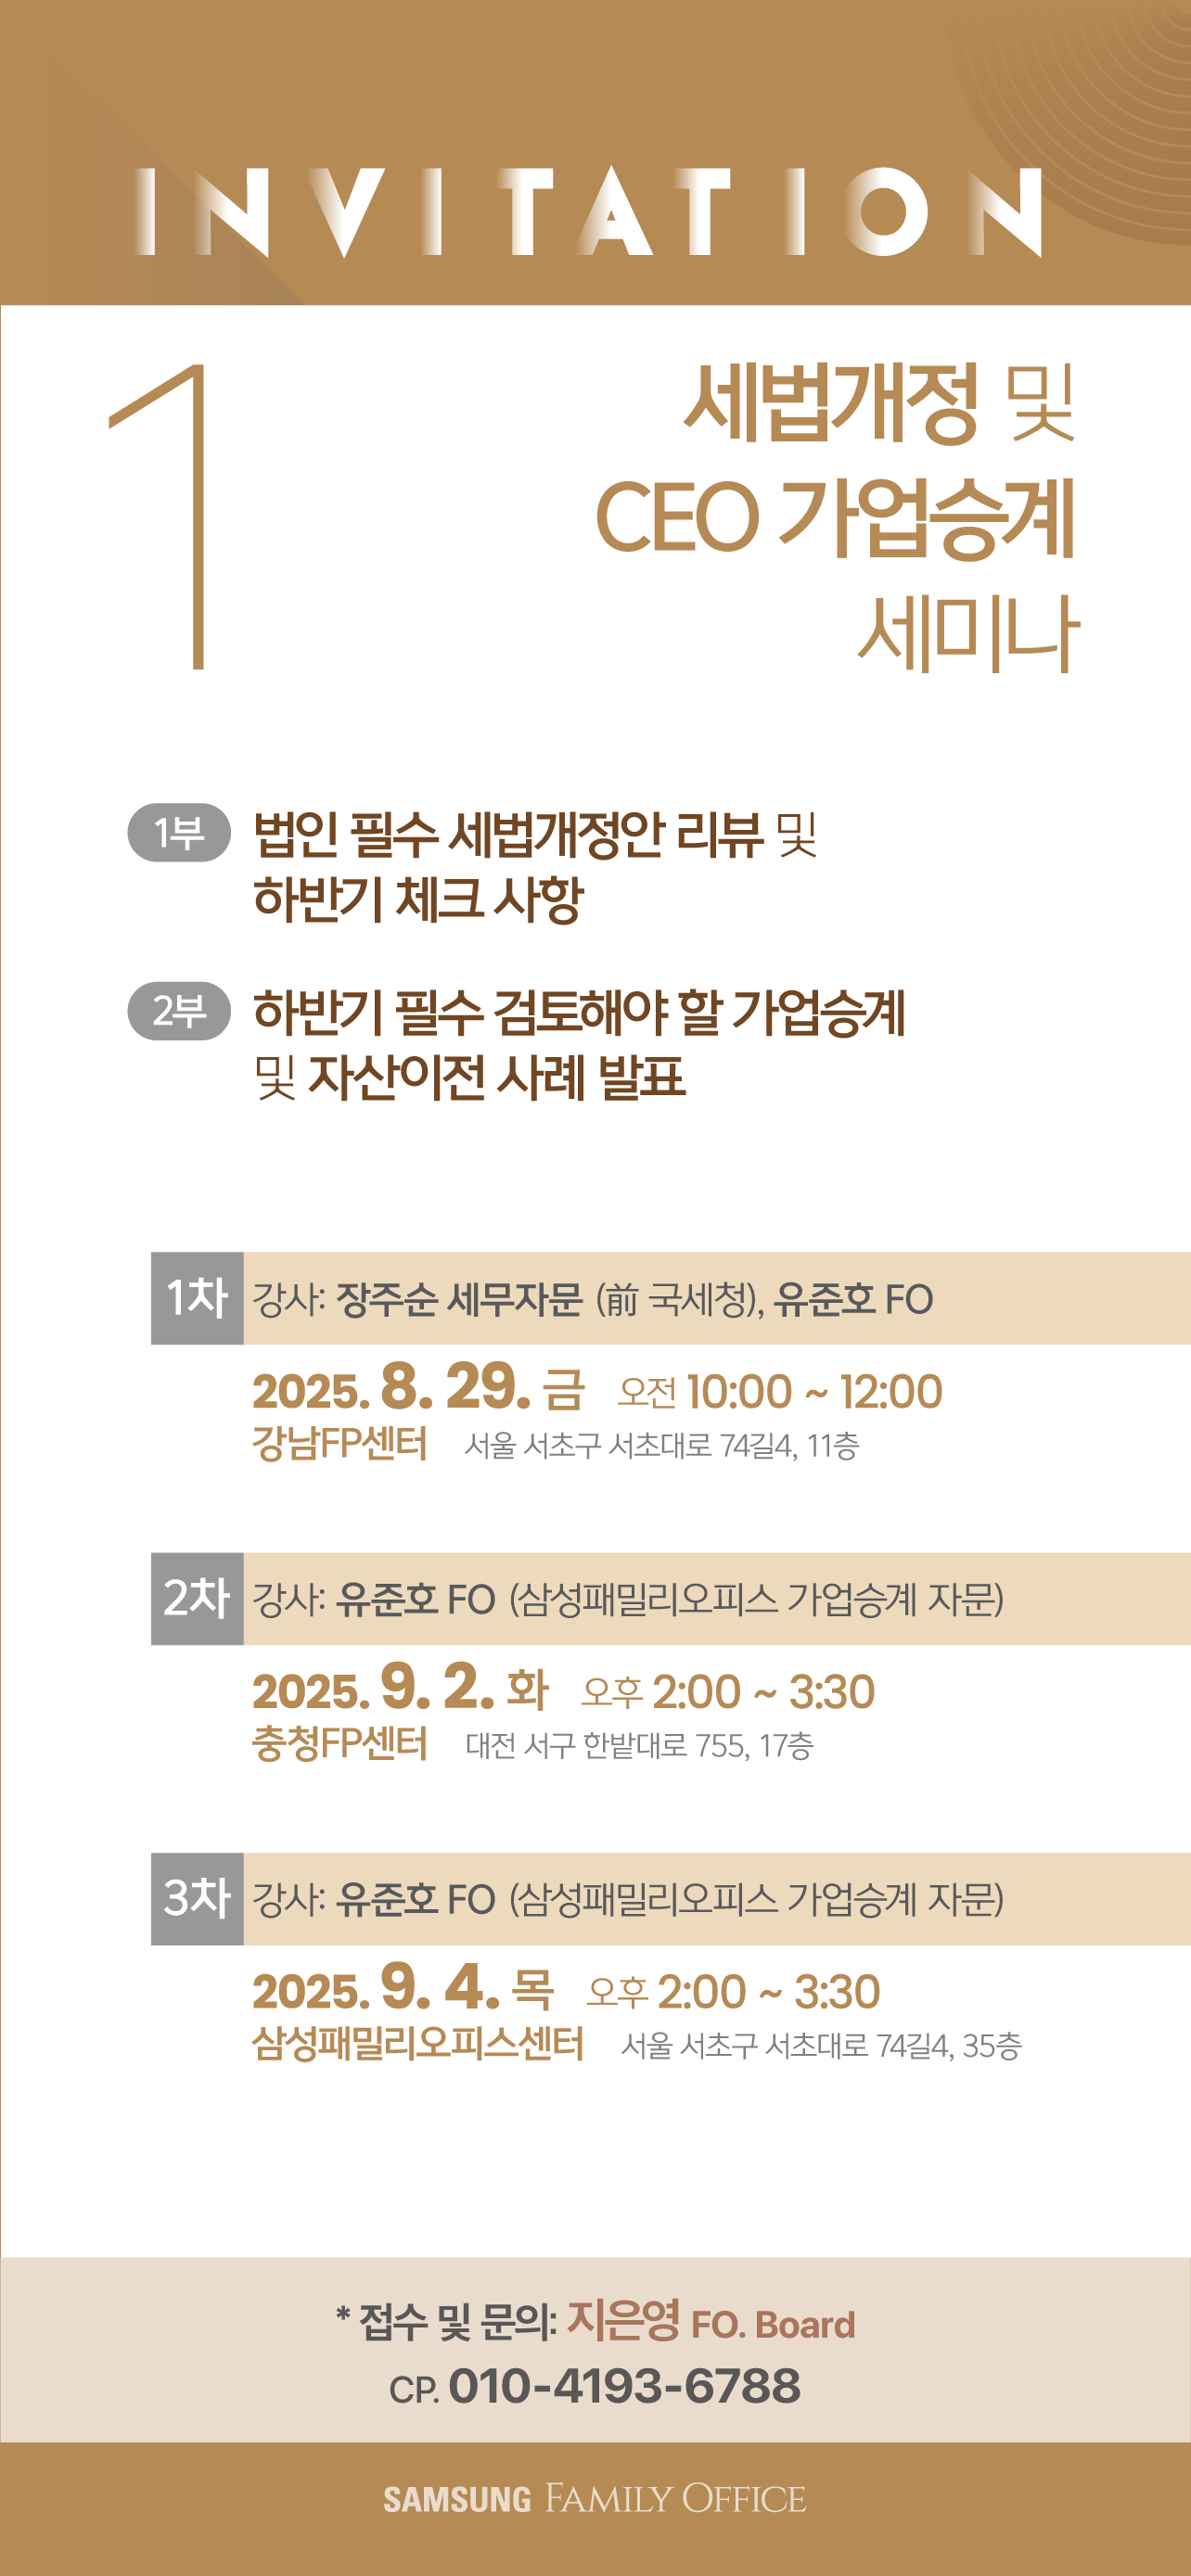 INVITATION
1
세법개정 및
CEO 가업승계
세미나
1부 법인 필수 세법개정안 리뷰 및
하반기 체크 사항
2부 하반기 필수 검토해야 할 가업승계
및 자산이전 사례 발표
1차 강사: 장주순 세무자문 (前 국세청), 유준호 FO
2025. 8. 29. 금 오전 10:00 ~ 12:00
강남FP센터 서울 서초구 서초대로 74길4, 11층
2차 강사: 유준호 FO (삼성패밀리오피스 가업승계 자문)
2025. 9. 2. 화 오후 2:00 ~ 3:30
충청FP센터 대전 서구 한밭대로 755, 17층
3차 강사: 유준호 FO (삼성패밀리오피스 가업승계 자문)
2025. 9. 4. 목 오후 2:00 ~ 3:30
삼성패밀리오피스센터 서울 서초구 서초대로 74길4, 35층
* 접수 및 문의: 지은영 FO. Board
CP. 010-4193-6788
SAMSUNG FAMILY OFFICE